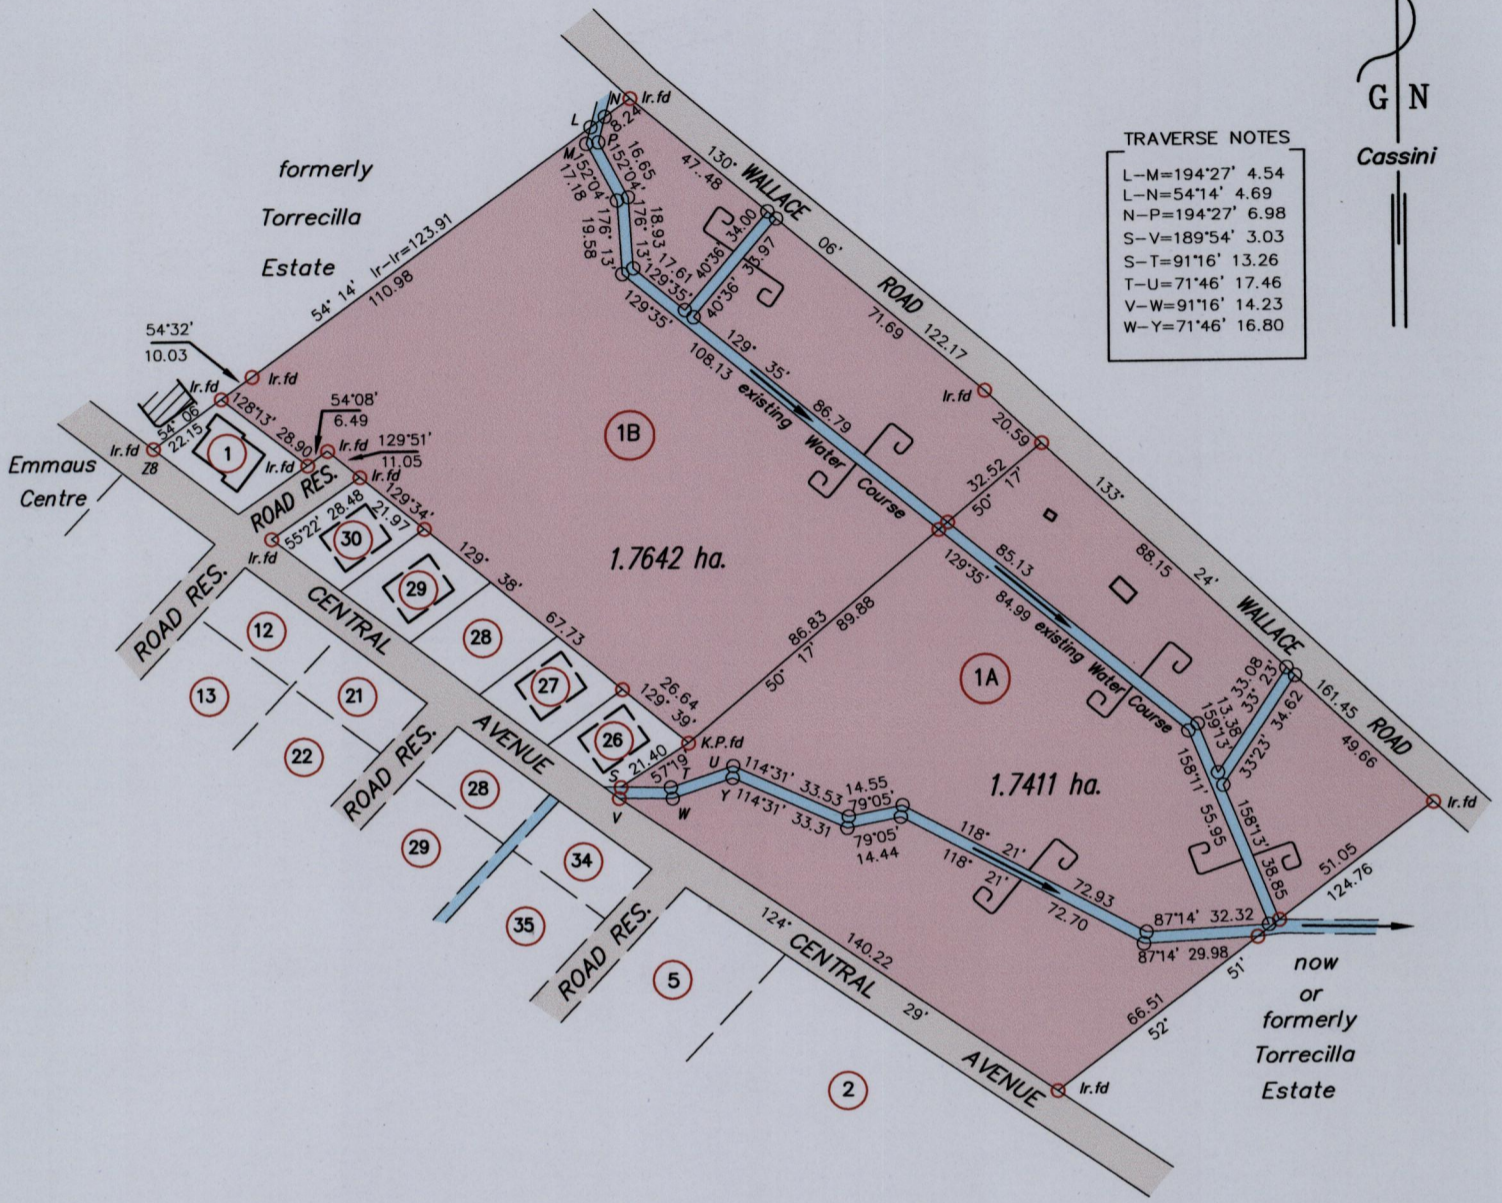 G N
Cassini
TRAVERSE NOTES
L-M=194°27' 4.54
L-N=54°14' 4.69
N-P=194°27' 6.98
S-V=189°54' 3.03
S-T=91°16' 13.26
T-U=71°46' 17.46
V-W=91°16' 14.23
W-Y=71°46' 16.80
formerly
Torrecilla
Estate
N
Ir.fd
L
8.24
M
P
16.65
152°04'
152°04'
17.18
18.93
176° 13'
176° 13'
19.58
17.61
129°35'
129°35'
130°
47..48
WALLACE
06'
ROAD
71.69
122.17
34.00
40°36'
33.97
40°36'
Ir-Ir=123.91
54° 14'
110.98
54°32'
10.03
Ir.fd
Ir.fd
54°08'
6.49
128°13'
28.90
54° 06'
22.15
Ir.fd
Z8
1
Ir.fd
Ir.fd
129°51'
11.05
Ir.fd
Emmaus
Centre
ROAD RES.
55°22' 28.48
Ir.fd
129°34'
21.97
30
29
129° 38'
67.73
28
27
26
26.64
129° 39'
K.P.fd
21.40
57°19'
1B
1.7642 ha.
108.13
129° 35'
86.79
existing Water Course
Ir.fd
20.59
32.52
50° 17'
133°
88.15
24'
WALLACE
161.45
ROAD
49.66
Ir.fd
85.13
129°35'
84.99
existing Water Course
86.83
89.88
50° 17'
1A
1.7411 ha.
33.08
33° 23'
13.38
159°13'
34.62
33°23'
158°11'
55.95
158°13'
38.85
51.05
124.76
S
T
U
V
W
Y
114°31' 33.53
114°31' 33.31
14.55
79°05'
79°05'
14.44
118° 21'
72.93
118° 21'
72.70
87°14' 32.32
87°14' 29.98
51'
66.51
52°
now
or
formerly
Torrecilla
Estate
CENTRAL
AVENUE
ROAD RES.
12
13
21
22
ROAD RES.
28
29
34
35
ROAD RES.
5
124°
140.22
CENTRAL
29'
AVENUE
Ir.fd
2